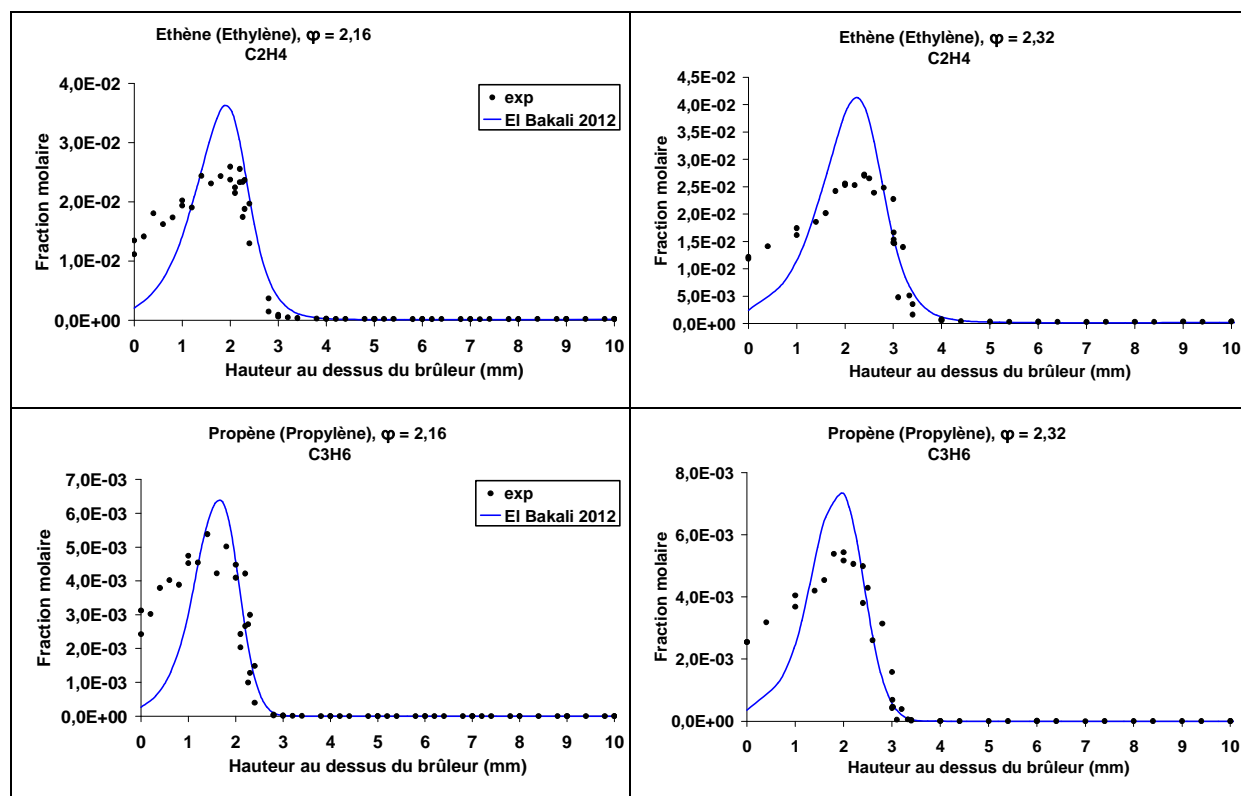 Ethène (Ethylène), φ = 2,16
C2H4
4,0E-02
3,0E-02
2,0E-02
1,0E-02
0,0E+00
Fraction molaire
exp
El Bakali 2012
0 1 2 3 4 5 6 7 8 9 10
Hauteur au dessus du brûleur (mm)
Ethène (Ethylène), φ = 2,32
C2H4
4,5E-02
4,0E-02
3,5E-02
3,0E-02
2,5E-02
2,0E-02
1,5E-02
1,0E-02
5,0E-03
0,0E+00
Fraction molaire
0 1 2 3 4 5 6 7 8 9 10
Hauteur au dessus du brûleur (mm)
Propène (Propylène), φ = 2,16
C3H6
7,0E-03
6,0E-03
5,0E-03
4,0E-03
3,0E-03
2,0E-03
1,0E-03
0,0E+00
Fraction molaire
exp
El Bakali 2012
0 1 2 3 4 5 6 7 8 9 10
Hauteur au dessus du brûleur (mm)
Propène (Propylène), φ = 2,32
C3H6
8,0E-03
6,0E-03
4,0E-03
2,0E-03
0,0E+00
Fraction molaire
0 1 2 3 4 5 6 7 8 9 10
Hauteur au dessus du brûleur (mm)